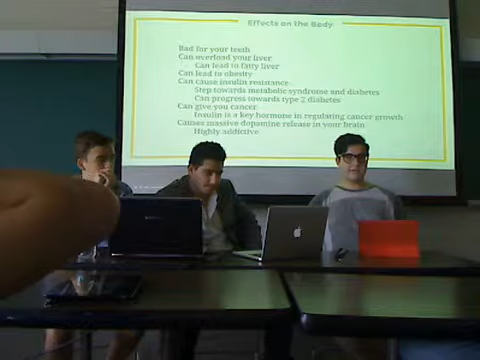 Effects on the Body
Bad for your teeth
Can overload your liver
Can lead to fatty liver
Can lead to obesity
Can cause insulin resistance
Step towards metabolic syndrome and diabetes
Can progress towards type 2 diabetes
Can give you cancer
Insulin is a key hormone in regulating cancer growth
Causes massive dopamine release in your brain
Highly addictive